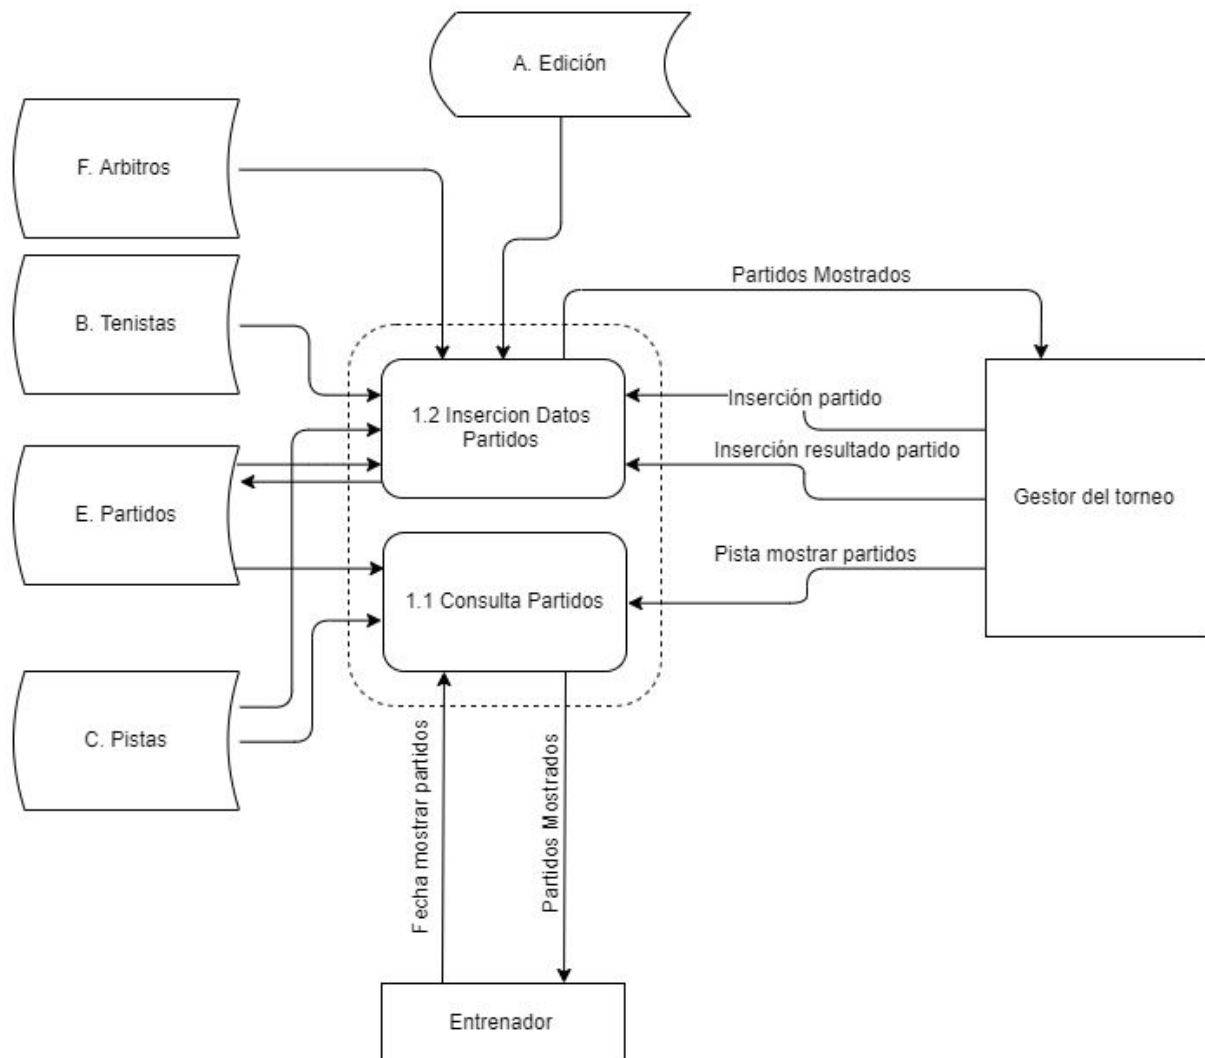 A. Edición
F. Arbitros
B. Tenistas
Partidos Mostrados
1.2 Insercion Datos
Partidos
Inserción partido
Inserción resultado partido
Gestor del torneo
E. Partidos
Pista mostrar partidos
1.1 Consulta Partidos
C. Pistas
Fecha mostrar partidos
Partidos Mostrados
Entrenador